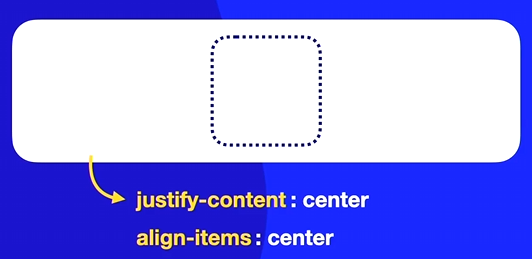 justify-content : center
align-items : center